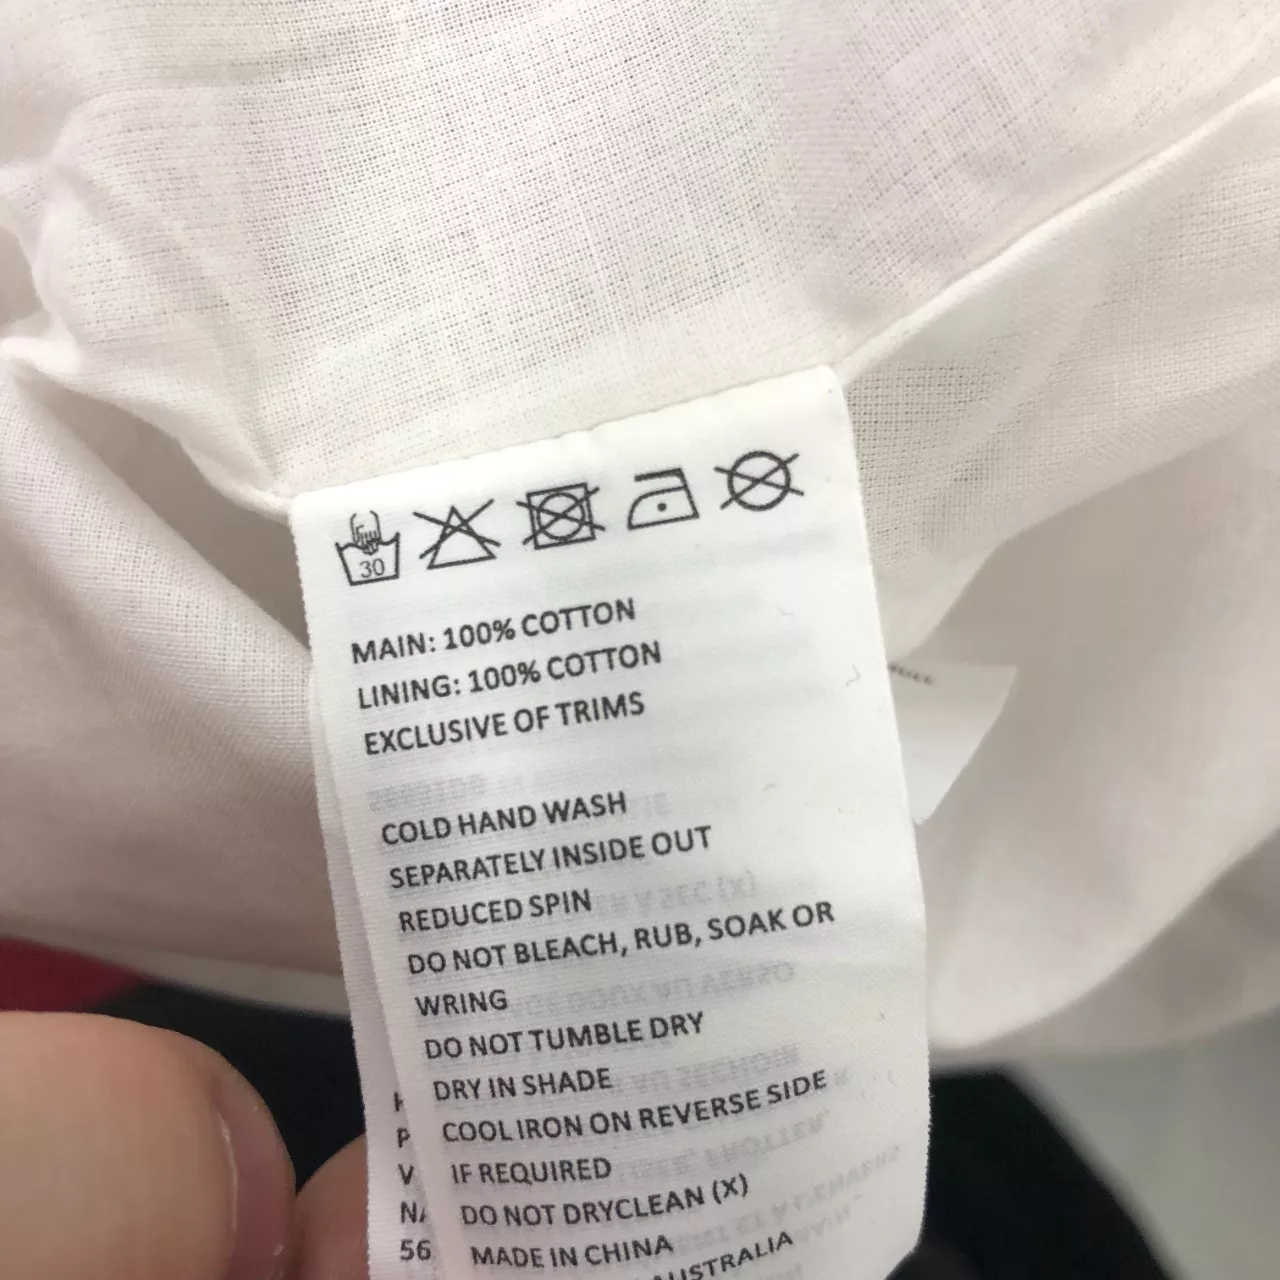 30
MAIN: 100% COTTON
LINING: 100% COTTON
EXCLUSIVE OF TRIMS
COLD HAND WASH
SEPARATELY INSIDE OUT
REDUCED SPIN
DO NOT BLEACH, RUB, SOAK OR
WRING
DO NOT TUMBLE DRY
DRY IN SHADE
COOL IRON ON REVERSE SIDE
IF REQUIRED
DO NOT DRYCLEAN (X)
MADE IN CHINA
AUSTRALIA
P
V
56